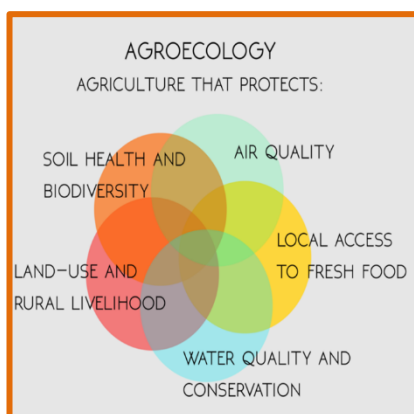 AGROECOLOGY
AGRICULTURE THAT PROTECTS:
SOIL HEALTH AND
BIODIVERSITY
AIR QUALITY
LOCAL ACCESS
TO FRESH FOOD
LAND-USE AND
RURAL LIVELIHOOD
WATER QUALITY AND
CONSERVATION